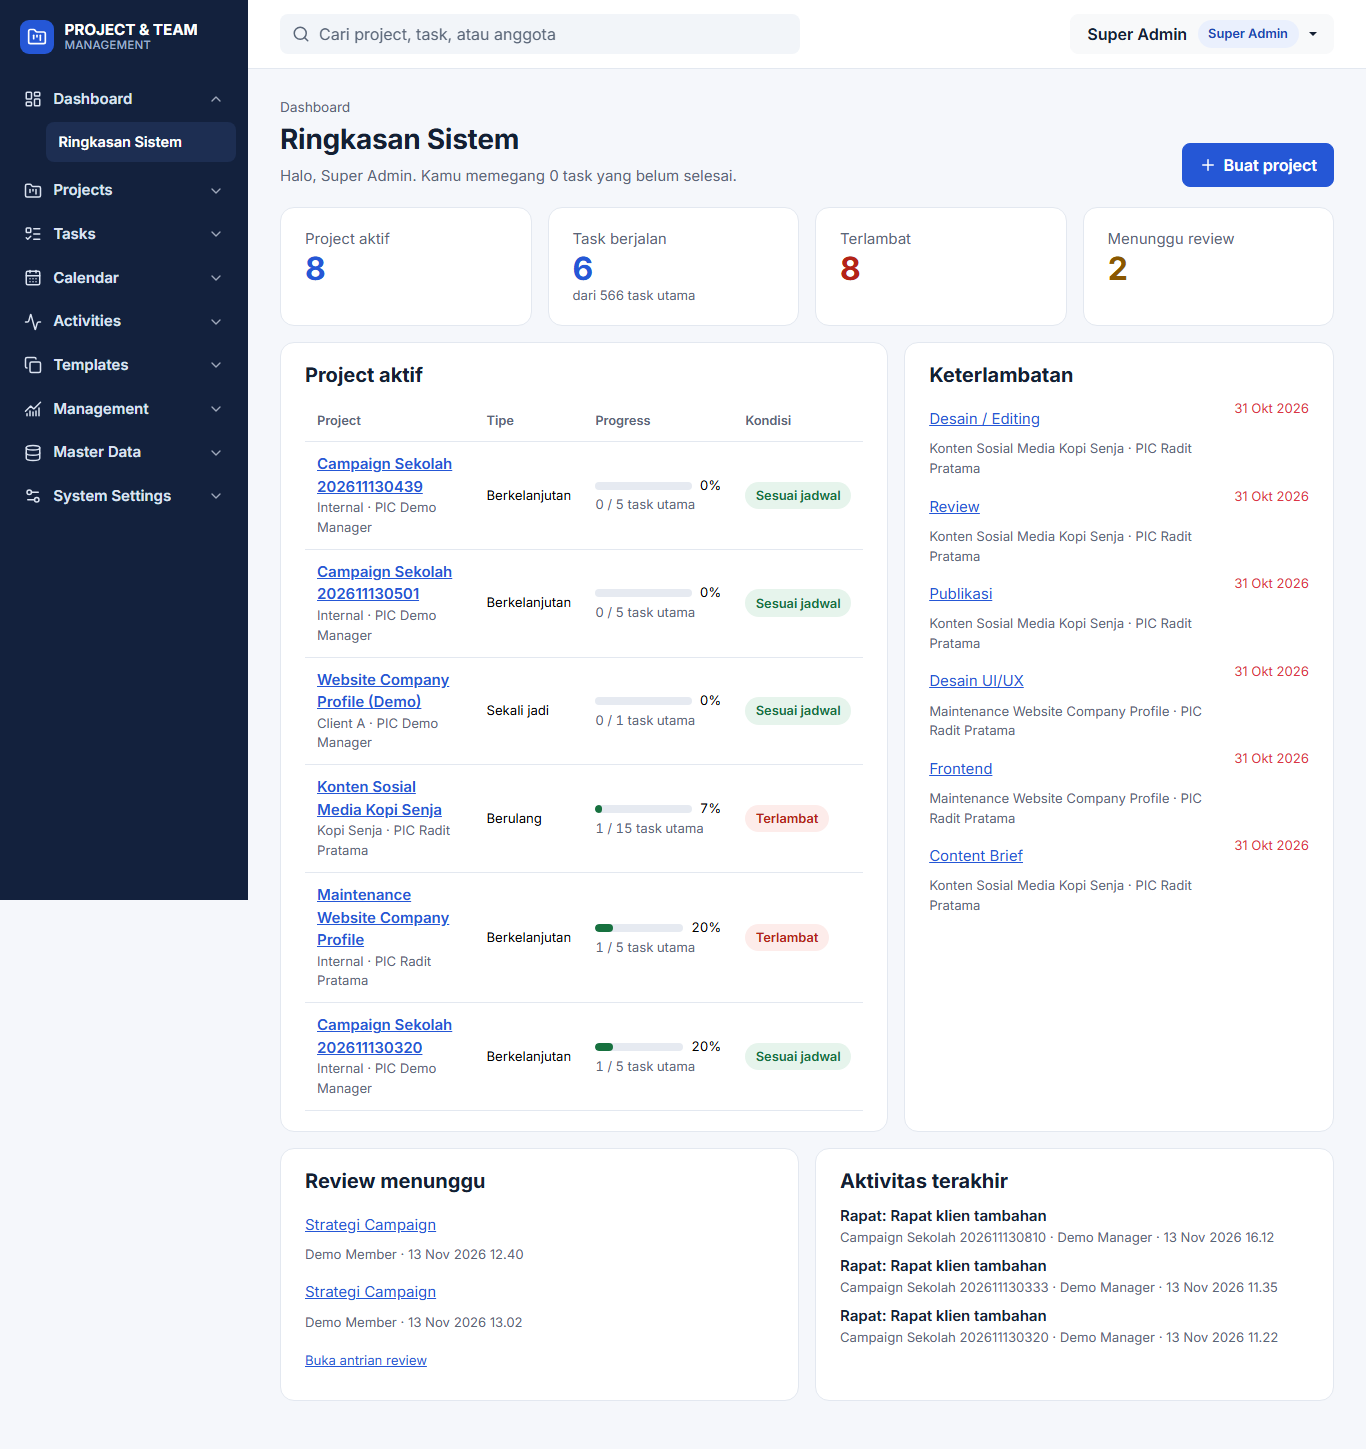 PROJECT & TEAM
MANAGEMENT
Dashboard
Ringkasan Sistem
Projects
Tasks
Calendar
Activities
Templates
Management
Master Data
System Settings
Cari project, task, atau anggota
Super Admin
Super Admin
Dashboard
Ringkasan Sistem
Halo, Super Admin. Kamu memegang 0 task yang belum selesai.
Buat project
Project aktif
8
Task berjalan
6
dari 566 task utama
Terlambat
8
Menunggu review
2
Project aktif
Project Tipe Progress Kondisi
Campaign Sekolah
202611130439
Internal · PIC Demo
Manager
Berkelanjutan
0%
0 / 5 task utama
Sesuai jadwal
Campaign Sekolah
202611130501
Internal · PIC Demo
Manager
Berkelanjutan
0%
0 / 5 task utama
Sesuai jadwal
Website Company
Profile (Demo)
Client A · PIC Demo
Manager
Sekali jadi
0%
0 / 1 task utama
Sesuai jadwal
Konten Sosial
Media Kopi Senja
Kopi Senja · PIC Radit
Pratama
Berulang
7%
1 / 15 task utama
Terlambat
Maintenance
Website Company
Profile
Internal · PIC Radit
Pratama
Berkelanjutan
20%
1 / 5 task utama
Terlambat
Campaign Sekolah
202611130320
Internal · PIC Demo
Manager
Berkelanjutan
20%
1 / 5 task utama
Sesuai jadwal
Keterlambatan
Desain / Editing
31 Okt 2026
Konten Sosial Media Kopi Senja · PIC Radit
Pratama
Review
31 Okt 2026
Konten Sosial Media Kopi Senja · PIC Radit
Pratama
Publikasi
31 Okt 2026
Konten Sosial Media Kopi Senja · PIC Radit
Pratama
Desain UI/UX
31 Okt 2026
Maintenance Website Company Profile · PIC
Radit Pratama
Frontend
31 Okt 2026
Maintenance Website Company Profile · PIC
Radit Pratama
Content Brief
31 Okt 2026
Konten Sosial Media Kopi Senja · PIC Radit
Pratama
Review menunggu
Strategi Campaign
Demo Member · 13 Nov 2026 12.40
Strategi Campaign
Demo Member · 13 Nov 2026 13.02
Buka antrian review
Aktivitas terakhir
Rapat: Rapat klien tambahan
Campaign Sekolah 202611130810 · Demo Manager · 13 Nov 2026 16.12
Rapat: Rapat klien tambahan
Campaign Sekolah 202611130333 · Demo Manager · 13 Nov 2026 11.35
Rapat: Rapat klien tambahan
Campaign Sekolah 202611130320 · Demo Manager · 13 Nov 2026 11.22